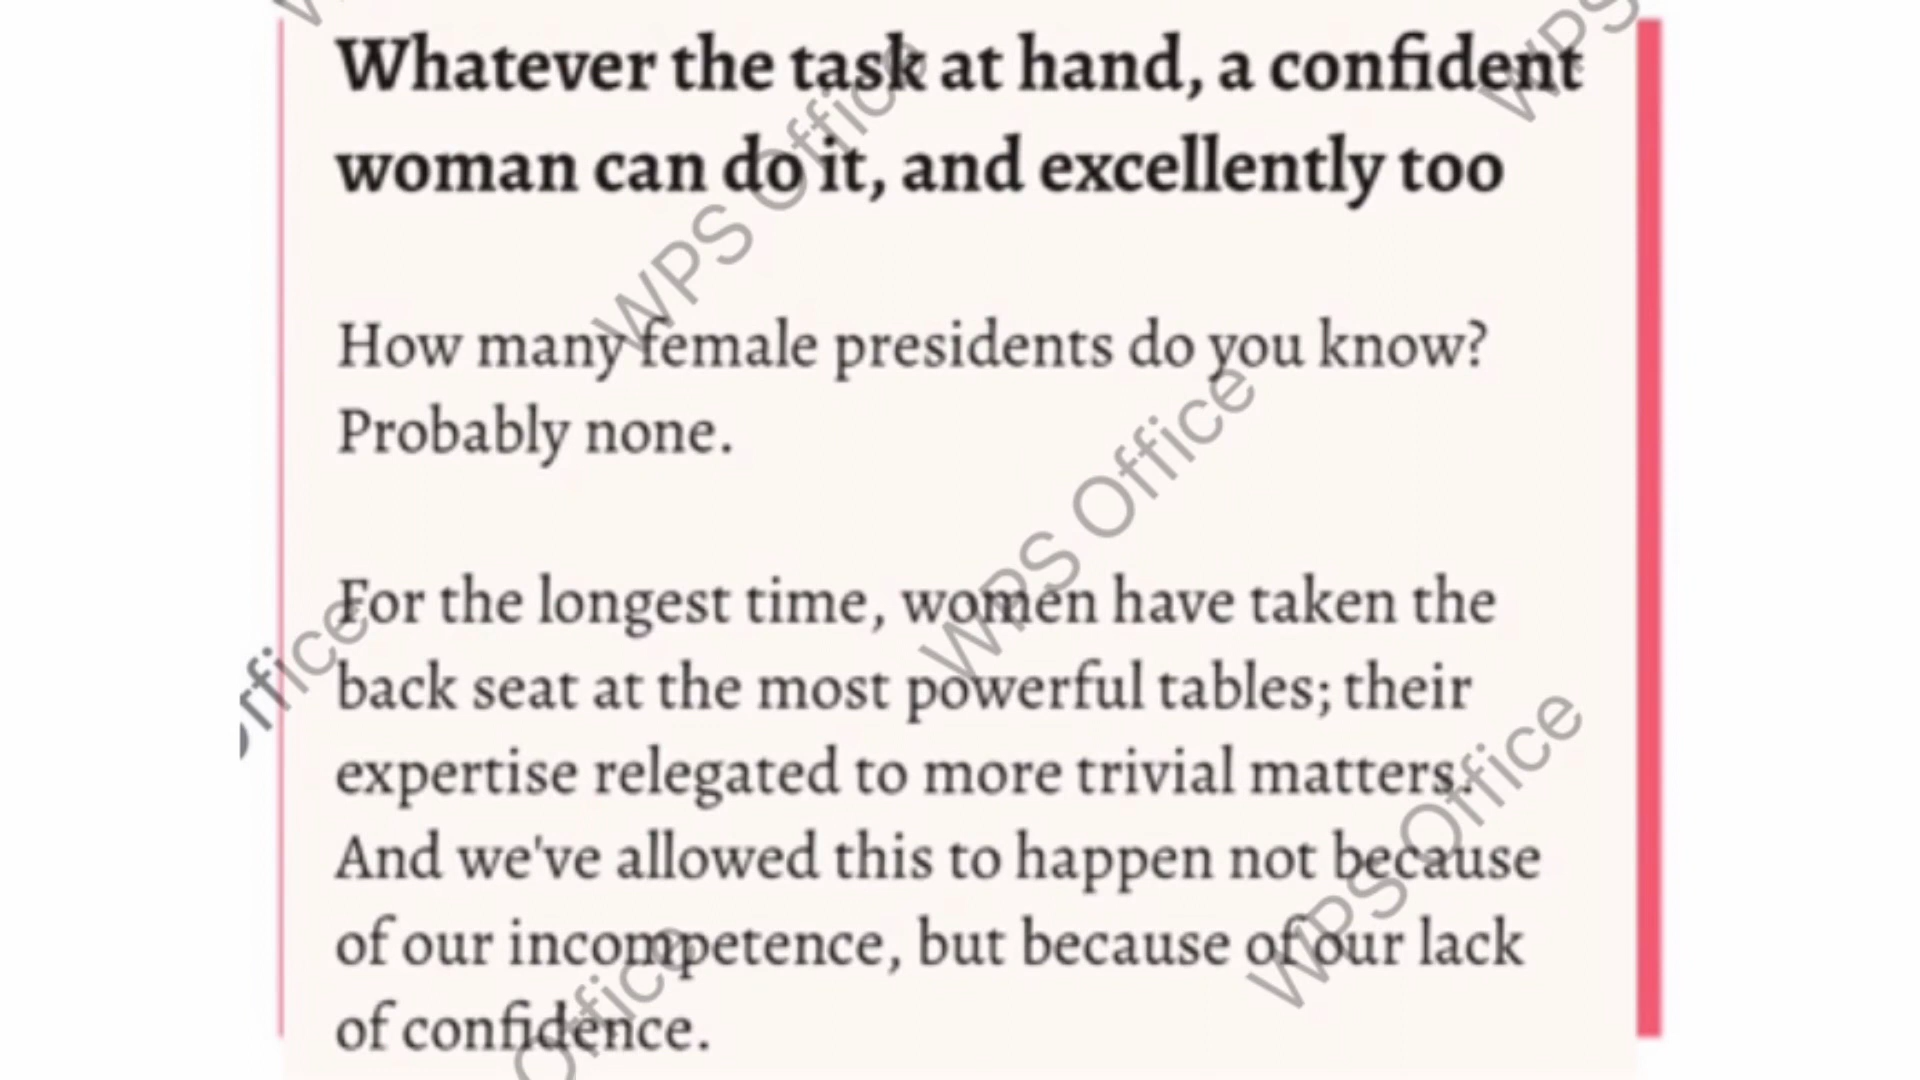 Whatever the task at hand, a confident
woman can do it, and excellently too
How many female presidents do you know?
Probably none.
For the longest time, women have taken the
back seat at the most powerful tables; their
expertise relegated to more trivial matters.
And we've allowed this to happen not because
of our incompetence, but because of our lack
of confidence.
WPS Office
WPS
WPS Office
WPS Office
Office